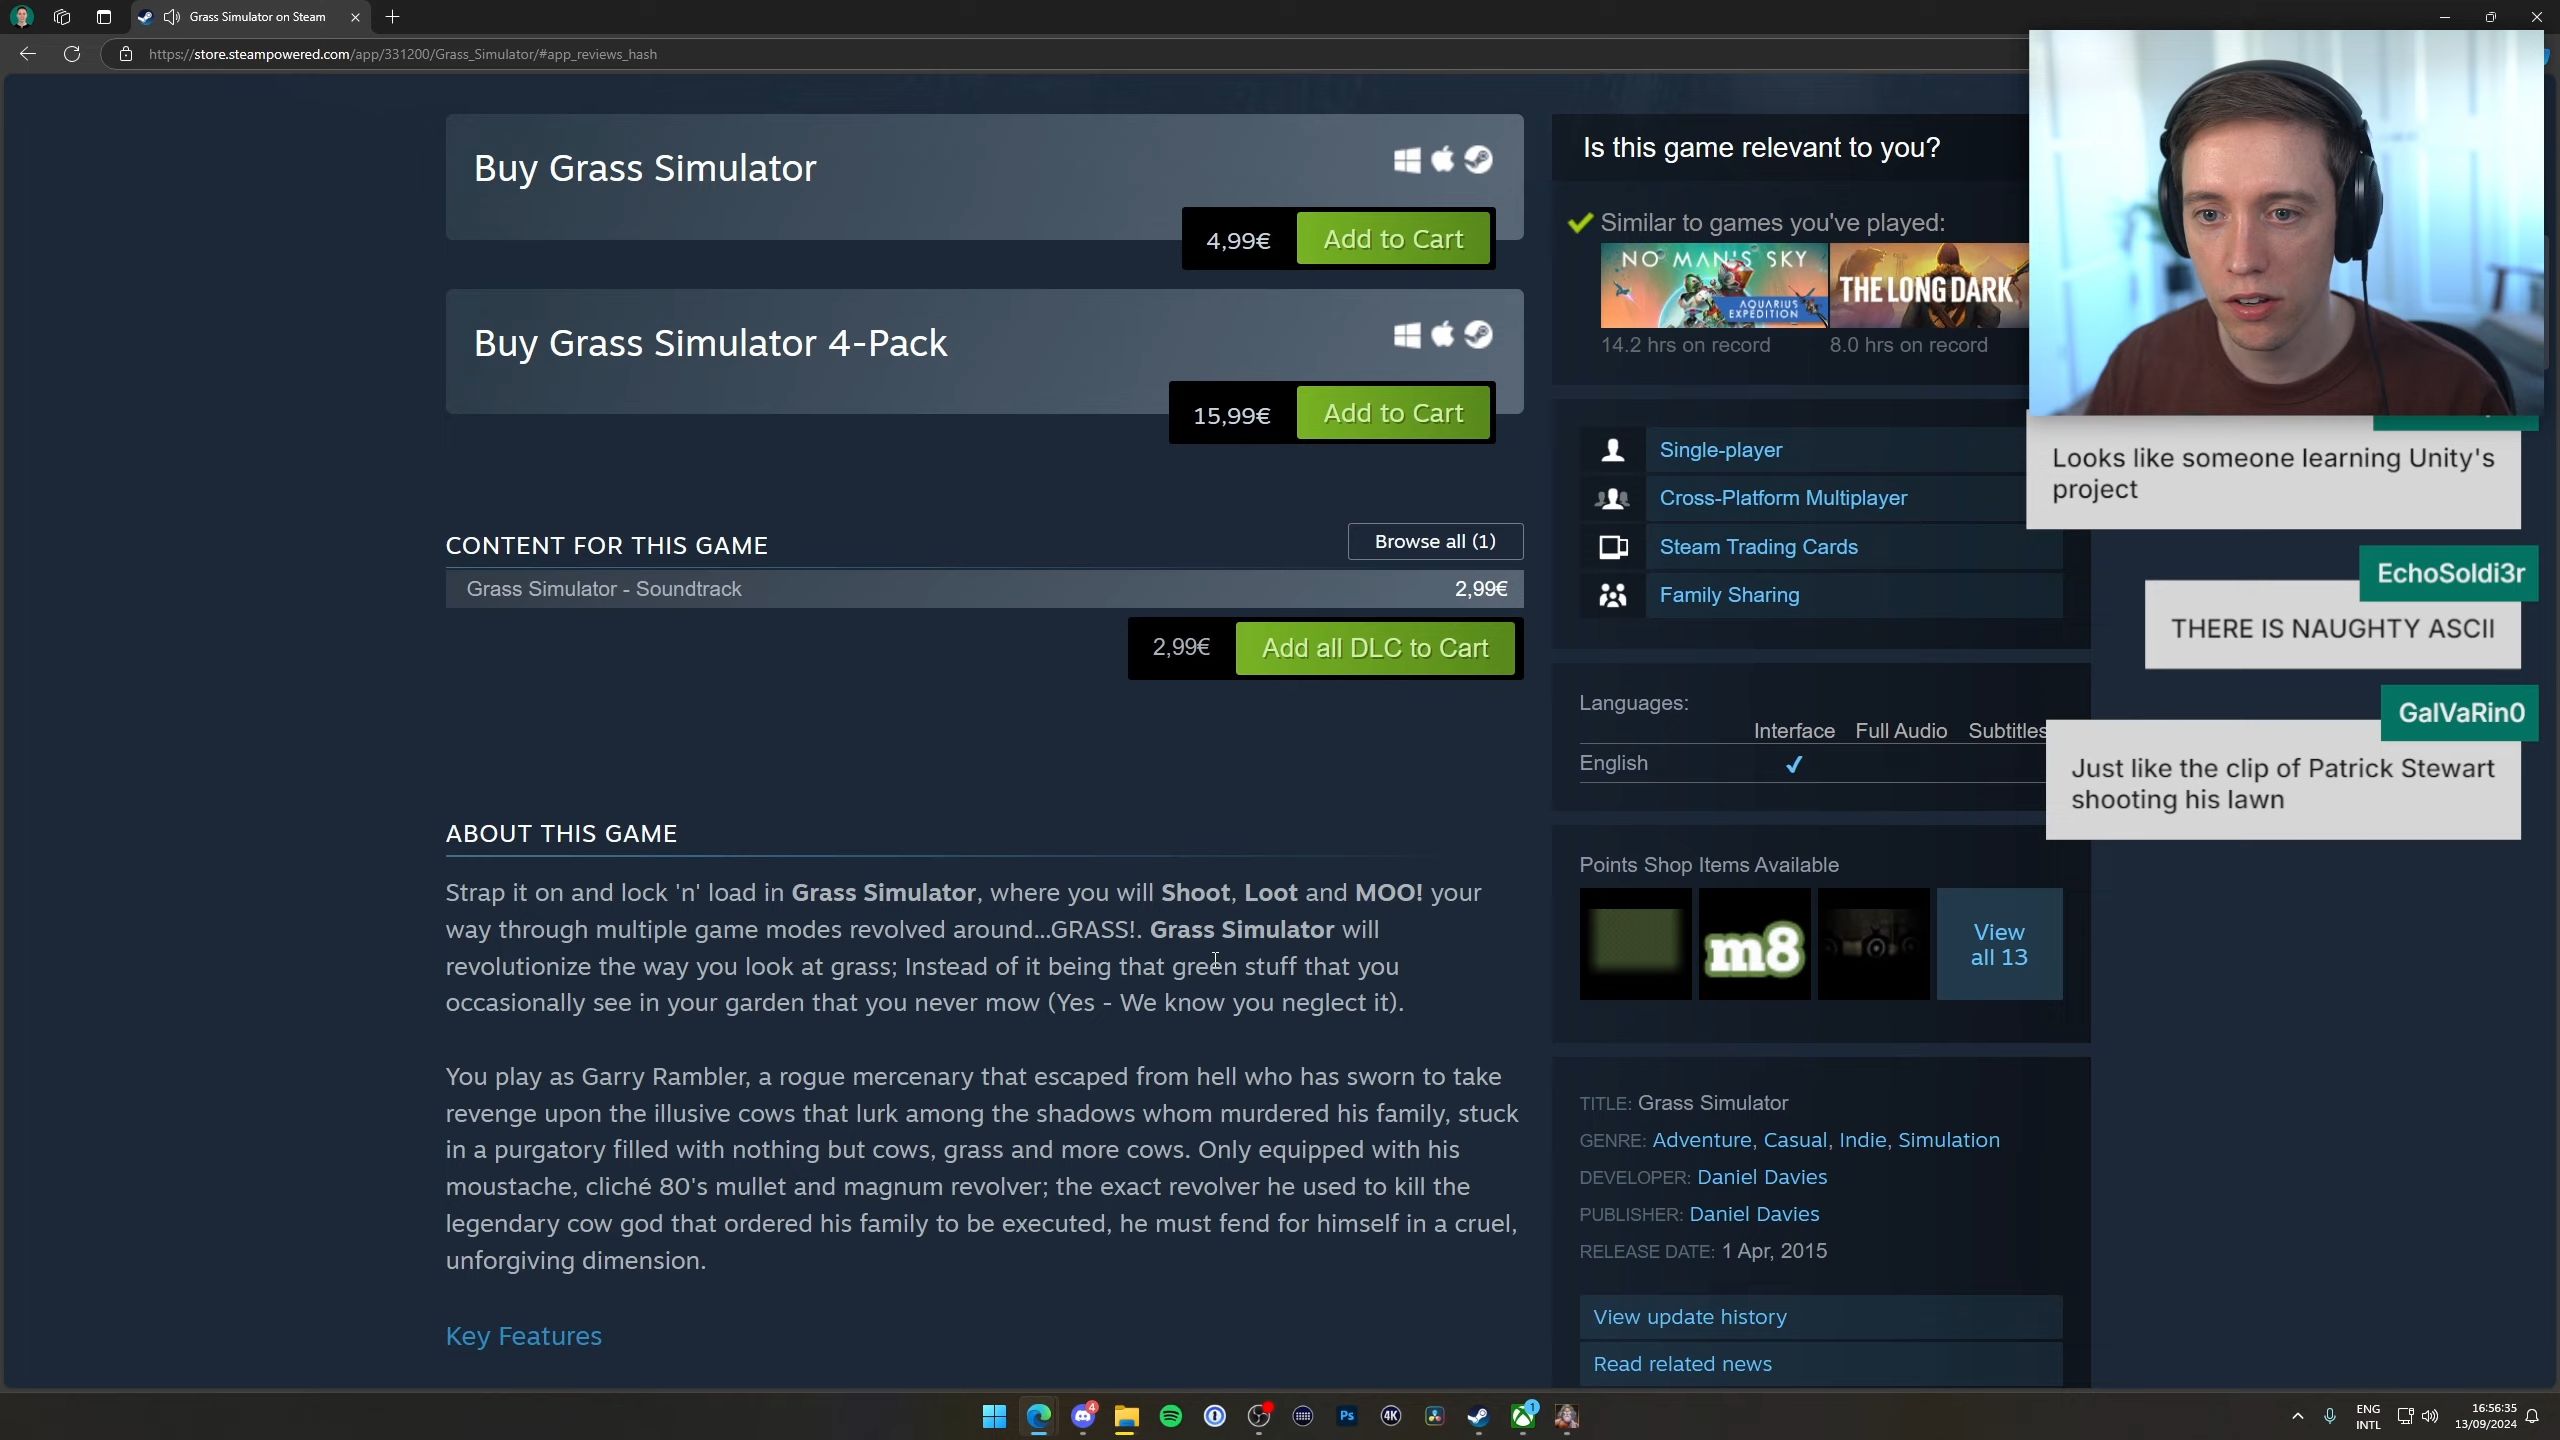 Grass Simulator on Steam
https://store.steampowered.com/app/331200/Grass_Simulator/#app_reviews_hash
Buy Grass Simulator
4,99€
Add to Cart
Buy Grass Simulator 4-Pack
15,99€
Add to Cart
CONTENT FOR THIS GAME
Browse all (1)
Grass Simulator - Soundtrack
2,99€
2,99€
Add all DLC to Cart
ABOUT THIS GAME
Strap it on and lock 'n' load in Grass Simulator, where you will Shoot, Loot and MOO! your
way through multiple game modes revolved around...GRASS!. Grass Simulator will
revolutionize the way you look at grass; Instead of it being that green stuff that you
occasionally see in your garden that you never mow (Yes - We know you neglect it).
You play as Garry Rambler, a rogue mercenary that escaped from hell who has sworn to take
revenge upon the illusive cows that lurk among the shadows whom murdered his family, stuck
in a purgatory filled with nothing but cows, grass and more cows. Only equipped with his
moustache, cliché 80's mullet and magnum revolver; the exact revolver he used to kill the
legendary cow god that ordered his family to be executed, he must fend for himself in a cruel,
unforgiving dimension.
Key Features
Is this game relevant to you?
Similar to games you've played:
NO MAN'S SKY
AQUARIUS
EXPEDITION
THE LONG DARK
14.2 hrs on record
8.0 hrs on record
Single-player
Cross-Platform Multiplayer
Steam Trading Cards
Family Sharing
Languages:
Interface Full Audio Subtitles
English ✔
Points Shop Items Available
m8
View
all 13
TITLE: Grass Simulator
GENRE: Adventure, Casual, Indie, Simulation
DEVELOPER: Daniel Davies
PUBLISHER: Daniel Davies
RELEASE DATE: 1 Apr, 2015
View update history
Read related news
Looks like someone learning Unity's
project
EchoSoldi3r
THERE IS NAUGHTY ASCII
GalVaRin0
Just like the clip of Patrick Stewart
shooting his lawn
4
Ps
4K
1
ENG
INTL
16:56:35
13/09/2024